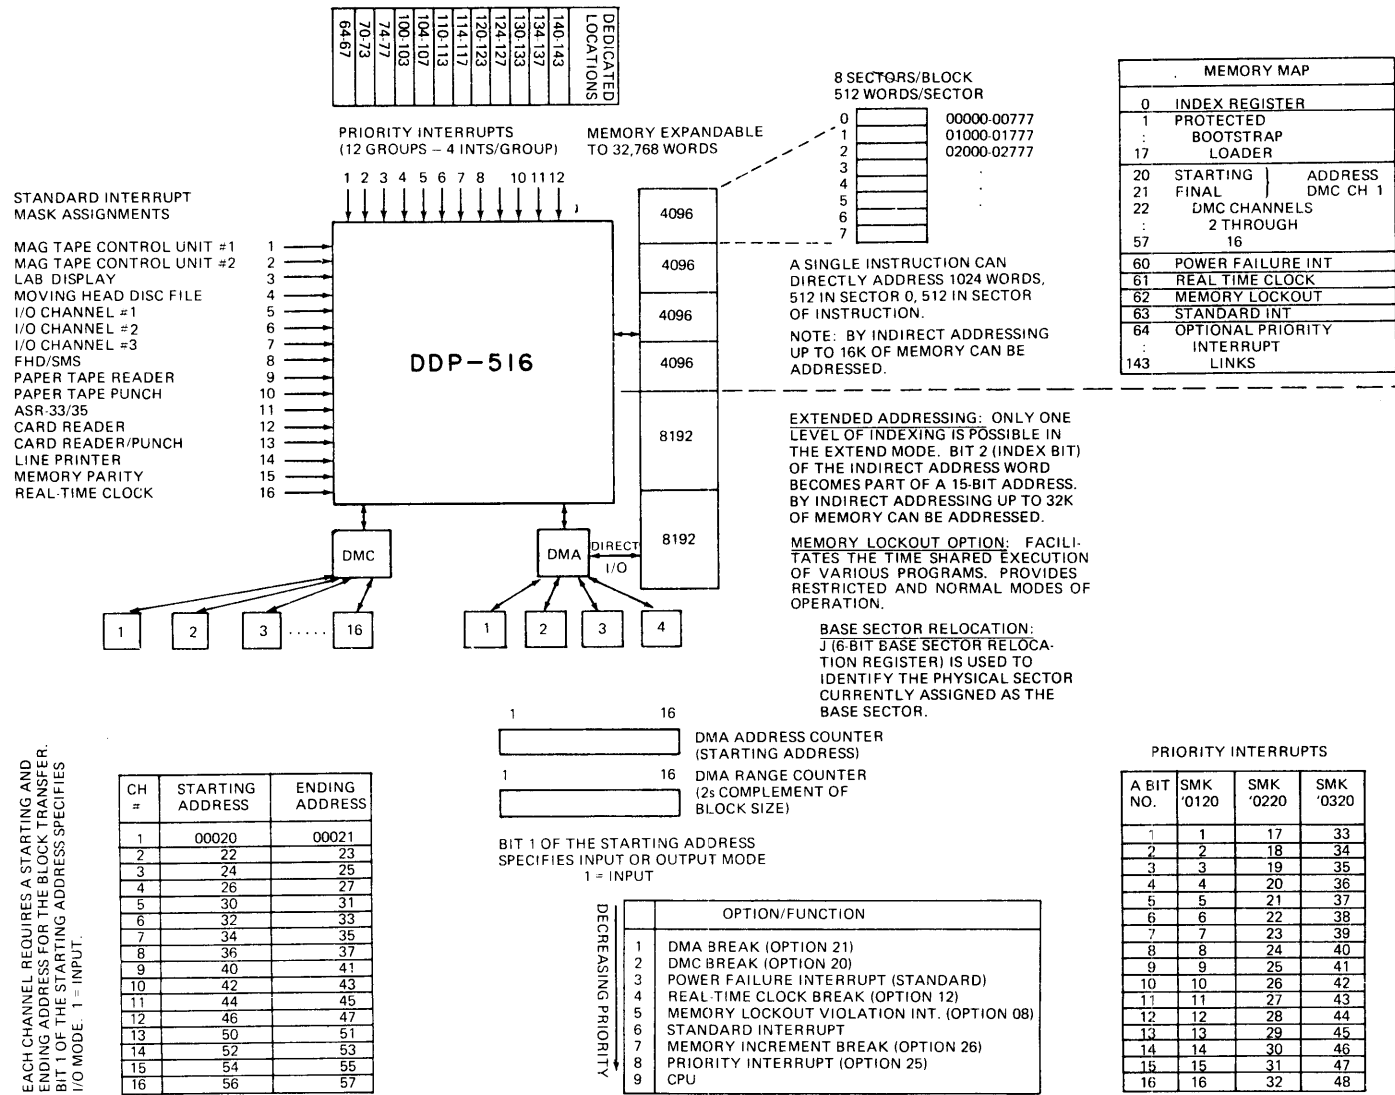 DEDICATED
LOCATIONS
64-67
70-73
74-77
100-103
104-107
110-113
114-117
120-123
124-127
130-133
134-137
140-143
PRIORITY INTERRUPTS
(12 GROUPS – 4 INTS/GROUP)
1 2 3 4 5 6 7 8 10 11 12
MEMORY EXPANDABLE
TO 32,768 WORDS
8 SECTORS/BLOCK
512 WORDS/SECTOR
0 00000-00777
1 01000-01777
2 02000-02777
3 .
4 .
5 .
6
7
STANDARD INTERRUPT
MASK ASSIGNMENTS
MAG TAPE CONTROL UNIT #1 1
MAG TAPE CONTROL UNIT #2 2
LAB DISPLAY 3
MOVING HEAD DISC FILE 4
I/O CHANNEL #1 5
I/O CHANNEL #2 6
I/O CHANNEL #3 7
FHD/SMS 8
PAPER TAPE READER 9
PAPER TAPE PUNCH 10
ASR-33/35 11
CARD READER 12
CARD READER/PUNCH 13
LINE PRINTER 14
MEMORY PARITY 15
REAL-TIME CLOCK 16
DDP-516
4096
4096
4096
4096
8192
8192
DMC
DMA
DIRECT
I/O
1 2 3 ..... 16
1 2 3 4
A SINGLE INSTRUCTION CAN
DIRECTLY ADDRESS 1024 WORDS,
512 IN SECTOR 0, 512 IN SECTOR
OF INSTRUCTION.
NOTE: BY INDIRECT ADDRESSING
UP TO 16K OF MEMORY CAN BE
ADDRESSED.
MEMORY MAP
0 INDEX REGISTER
1 PROTECTED
: BOOTSTRAP
17 LOADER
20 STARTING } ADDRESS
21 FINAL DMC CH 1
22 DMC CHANNELS
: 2 THROUGH
57 16
60 POWER FAILURE INT
61 REAL TIME CLOCK
62 MEMORY LOCKOUT
63 STANDARD INT
64 OPTIONAL PRIORITY
: INTERRUPT
143 LINKS
EXTENDED ADDRESSING: ONLY ONE
LEVEL OF INDEXING IS POSSIBLE IN
THE EXTEND MODE. BIT 2 (INDEX BIT)
OF THE INDIRECT ADDRESS WORD
BECOMES PART OF A 15-BIT ADDRESS.
BY INDIRECT ADDRESSING UP TO 32K
OF MEMORY CAN BE ADDRESSED.
MEMORY LOCKOUT OPTION: FACILI-
TATES THE TIME SHARED EXECUTION
OF VARIOUS PROGRAMS. PROVIDES
RESTRICTED AND NORMAL MODES OF
OPERATION.
BASE SECTOR RELOCATION:
J (6-BIT BASE SECTOR RELOCA-
TION REGISTER) IS USED TO
IDENTIFY THE PHYSICAL SECTOR
CURRENTLY ASSIGNED AS THE
BASE SECTOR.
EACH CHANNEL REQUIRES A STARTING AND
ENDING ADDRESS FOR THE BLOCK TRANSFER.
BIT 1 OF THE STARTING ADDRESS SPECIFIES
I/O MODE. 1 = INPUT.
CH STARTING ENDING
# ADDRESS ADDRESS
1 00020 00021
2 22 23
3 24 25
4 26 27
5 30 31
6 32 33
7 34 35
8 36 37
9 40 41
10 42 43
11 44 45
12 46 47
13 50 51
14 52 53
15 54 55
16 56 57
1 16
DMA ADDRESS COUNTER
(STARTING ADDRESS)
1 16
DMA RANGE COUNTER
(2s COMPLEMENT OF
BLOCK SIZE)
BIT 1 OF THE STARTING ADDRESS
SPECIFIES INPUT OR OUTPUT MODE
1 = INPUT
DECREASING PRIORITY
OPTION/FUNCTION
1 DMA BREAK (OPTION 21)
2 DMC BREAK (OPTION 20)
3 POWER FAILURE INTERRUPT (STANDARD)
4 REAL-TIME CLOCK BREAK (OPTION 12)
5 MEMORY LOCKOUT VIOLATION INT. (OPTION 08)
6 STANDARD INTERRUPT
7 MEMORY INCREMENT BREAK (OPTION 26)
8 PRIORITY INTERRUPT (OPTION 25)
9 CPU
PRIORITY INTERRUPTS
A BIT SMK SMK SMK
NO. '0120 '0220 '0320
1 1 17 33
2 2 18 34
3 3 19 35
4 4 20 36
5 5 21 37
6 6 22 38
7 7 23 39
8 8 24 40
9 9 25 41
10 10 26 42
11 11 27 43
12 12 28 44
13 13 29 45
14 14 30 46
15 15 31 47
16 16 32 48